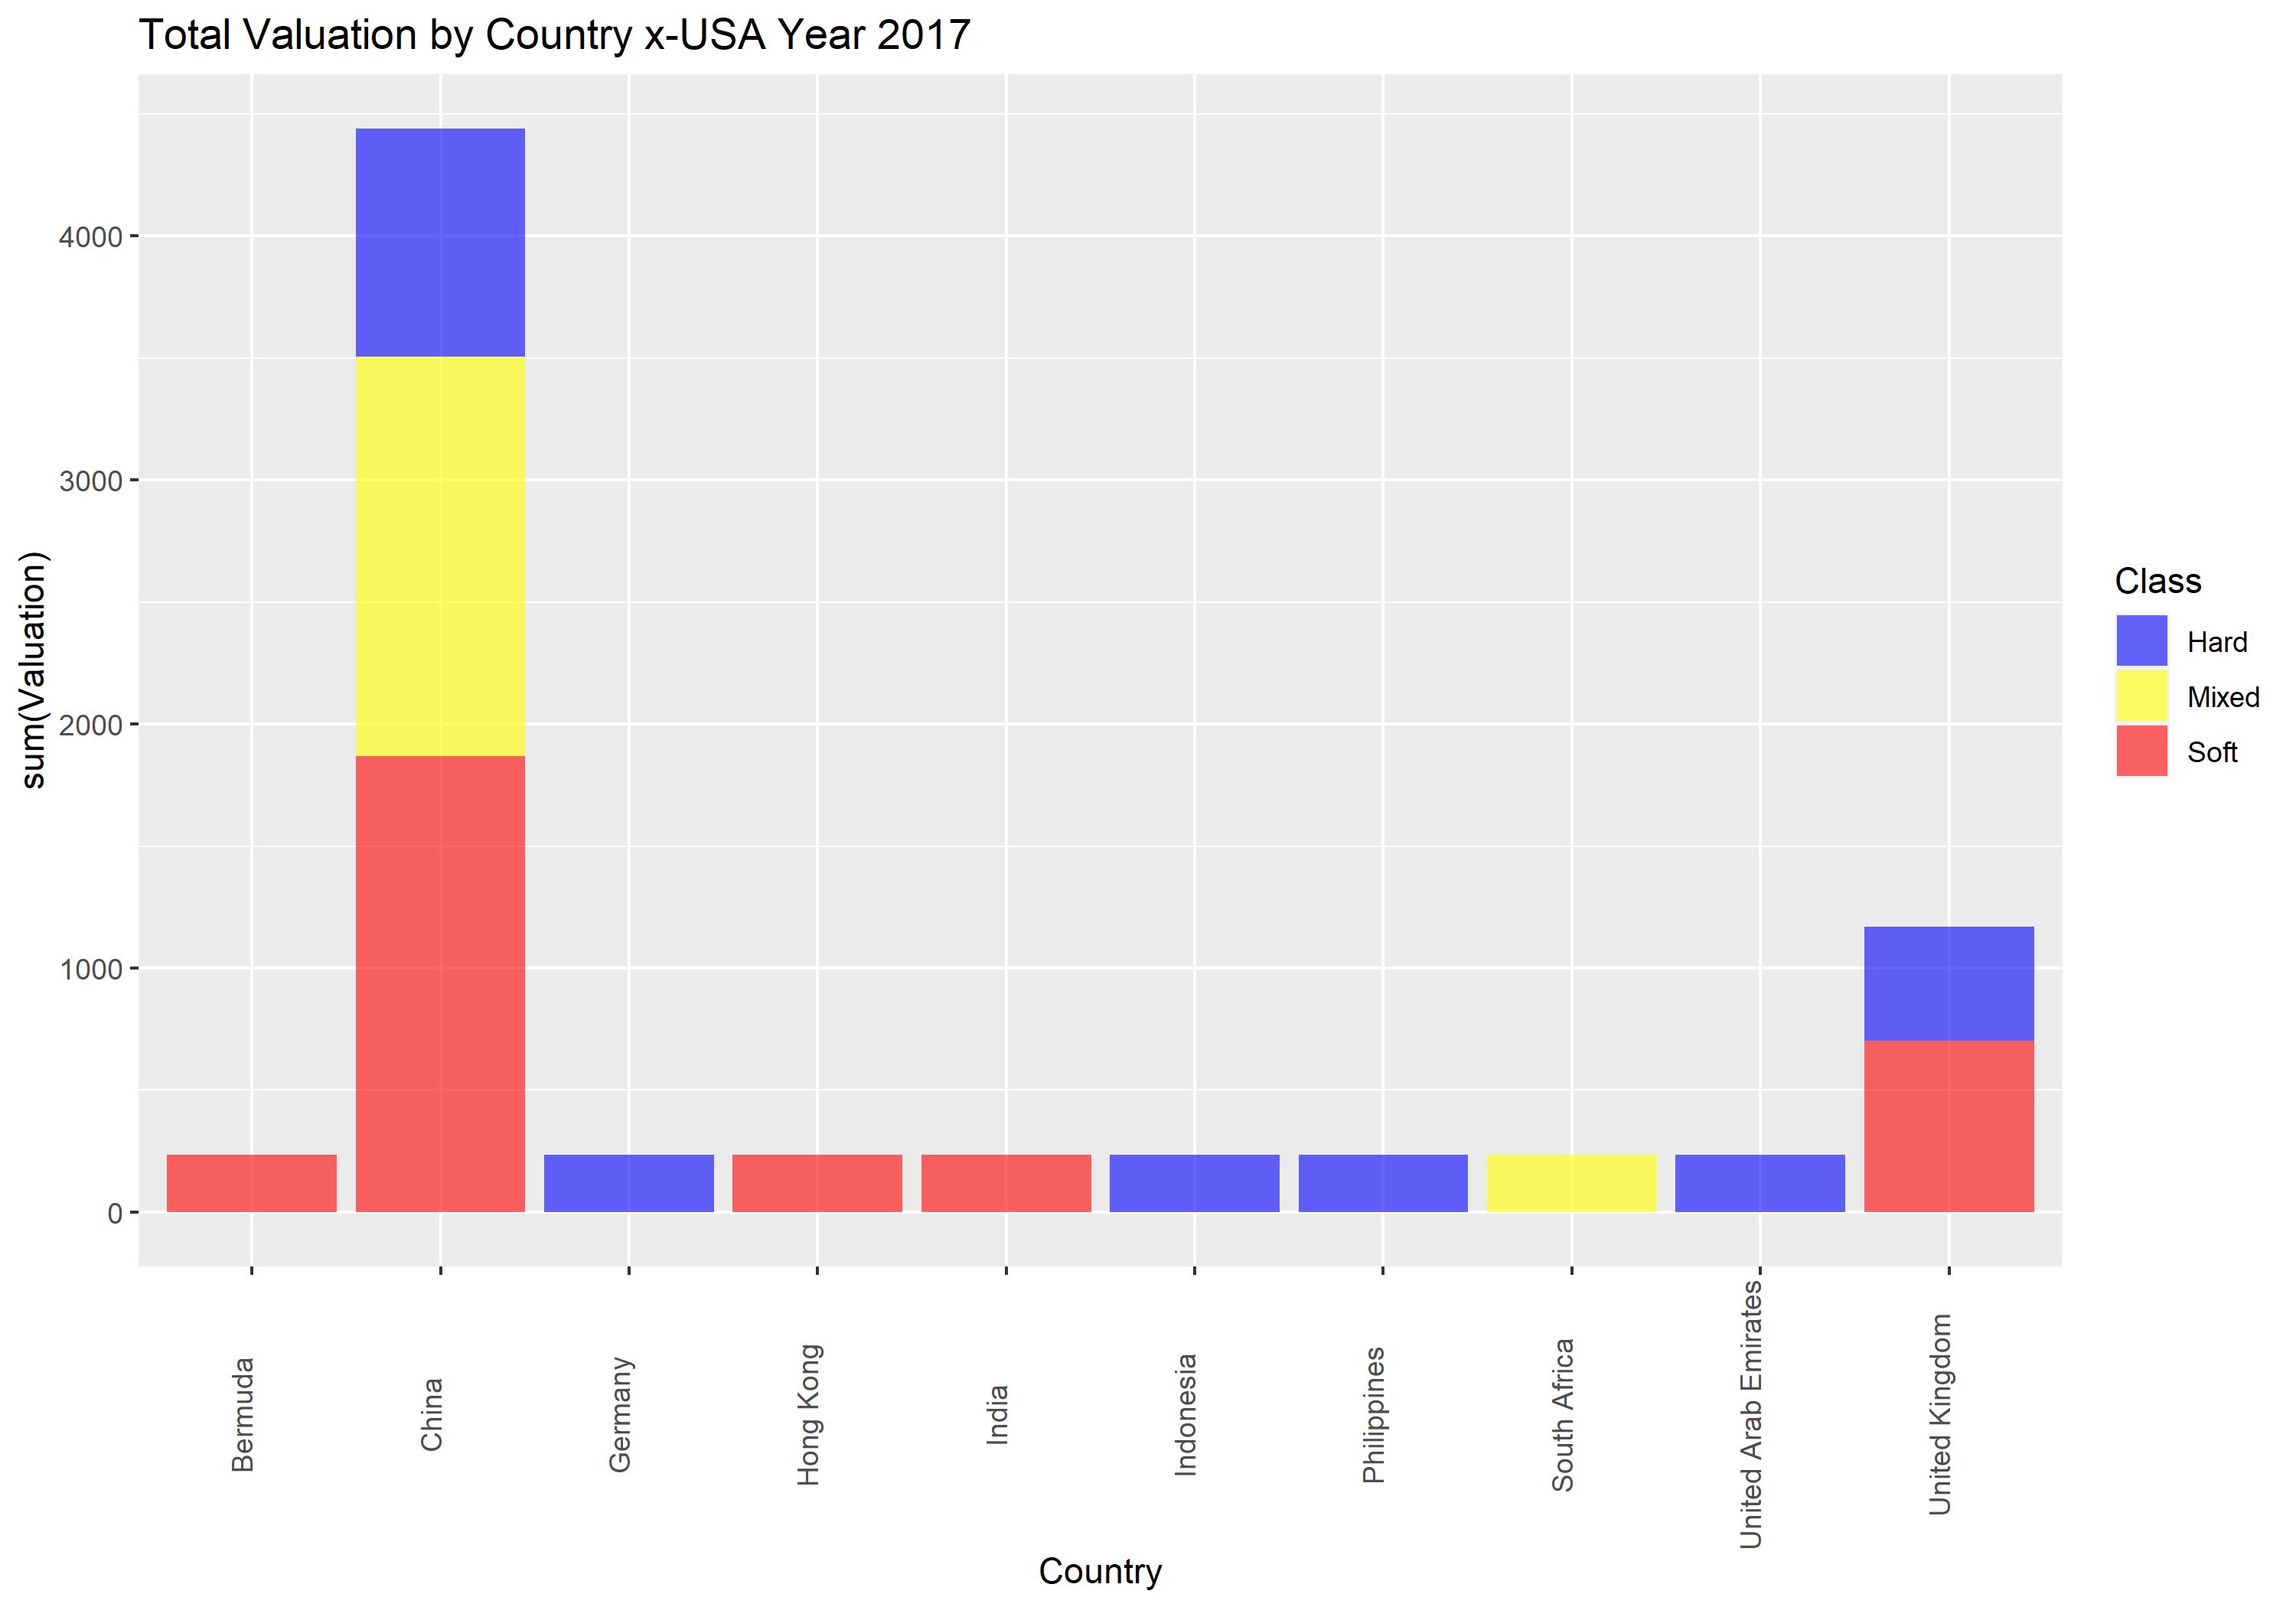 Total Valuation by Country x-USA Year 2017
sum(Valuation)
4000
3000
2000
1000
0
Bermuda
China
Germany
Hong Kong
India
Indonesia
Philippines
South Africa
United Arab Emirates
United Kingdom
Country
Class
Hard
Mixed
Soft